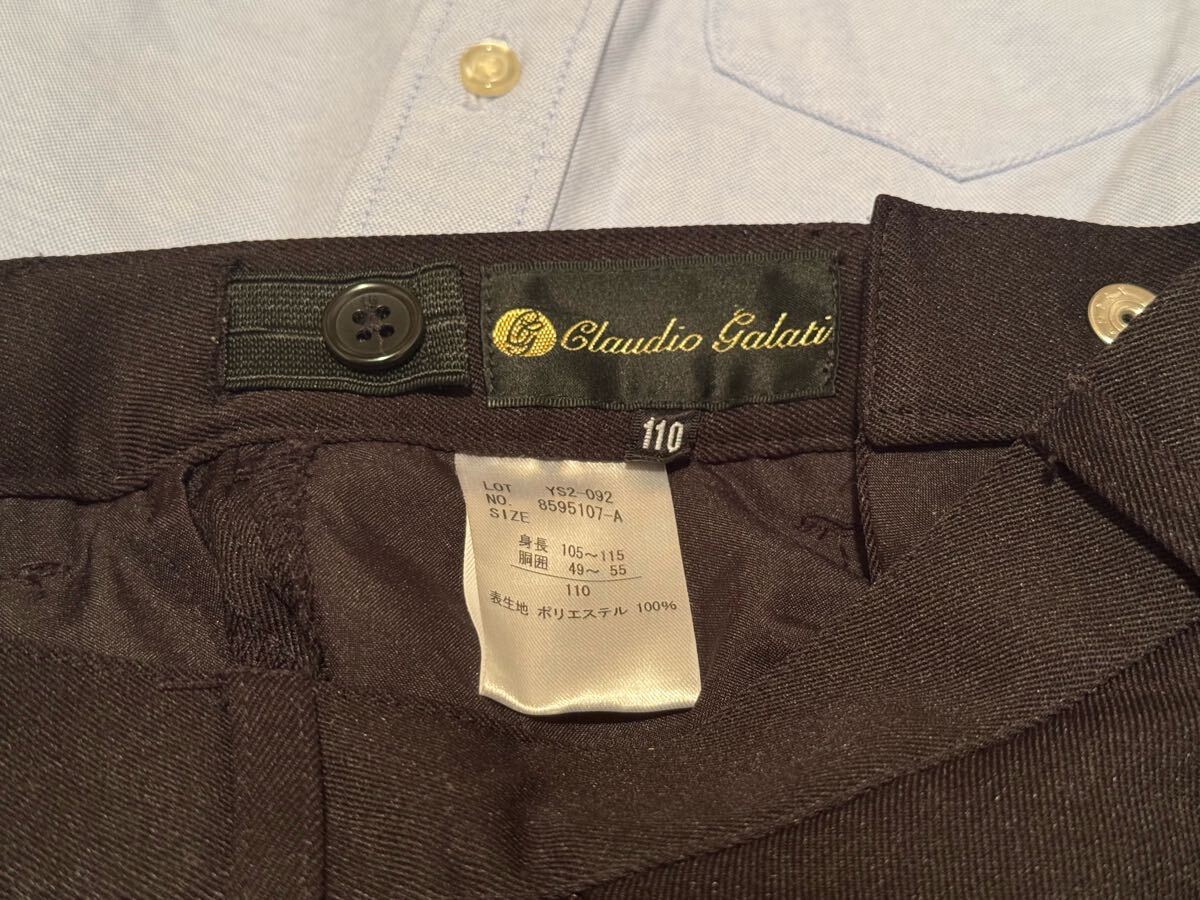 CG Claudio Galati
110
LOT YS2-092
NO. 8595107-A
SIZE
身長 105～115
胴囲 49～ 55
110
表生地 ポリエステル 100%